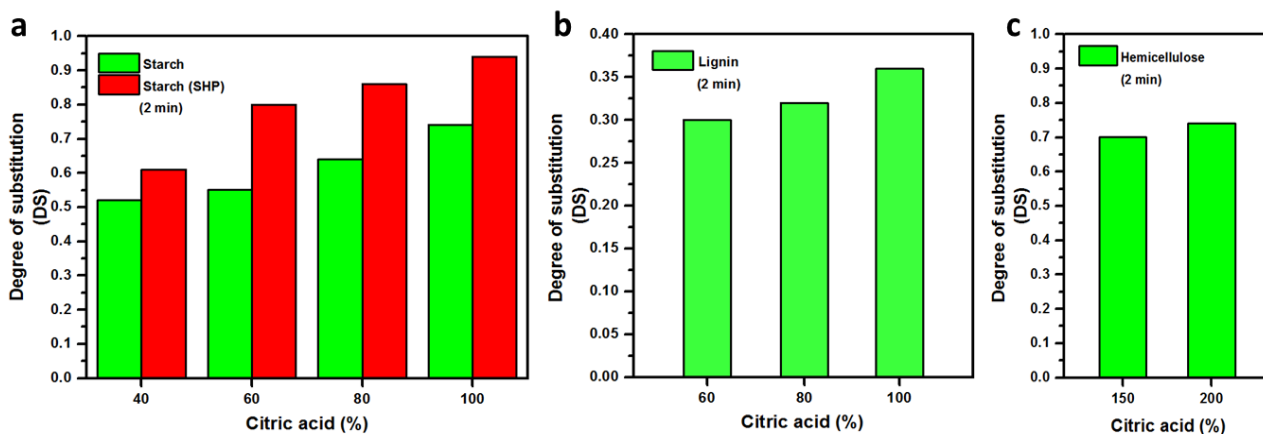 a
Degree of substitution
(DS)
1.0
0.9
0.8
0.7
0.6
0.5
0.4
0.3
0.2
0.1
0.0
Starch
Starch (SHP)
(2 min)
40
60
80
100
Citric acid (%)
b
Degree of substitution
(DS)
0.40
0.35
0.30
0.25
0.20
0.15
0.10
0.05
0.00
Lignin
(2 min)
60
80
100
Citric acid (%)
c
Degree of substitution
(DS)
1.0
0.9
0.8
0.7
0.6
0.5
0.4
0.3
0.2
0.1
0.0
Hemicellulose
(2 min)
150
200
Citric acid (%)